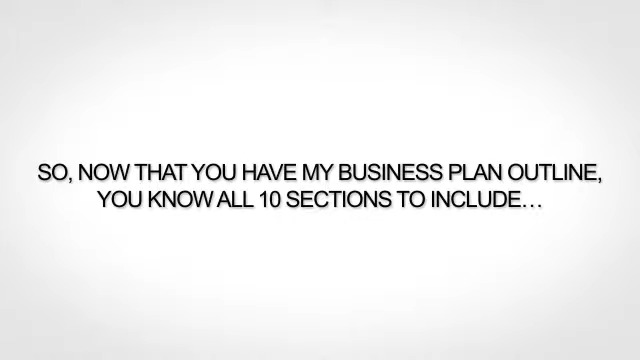 SO, NOW THAT YOU HAVE MY BUSINESS PLAN OUTLINE,
YOU KNOW ALL 10 SECTIONS TO INCLUDE…